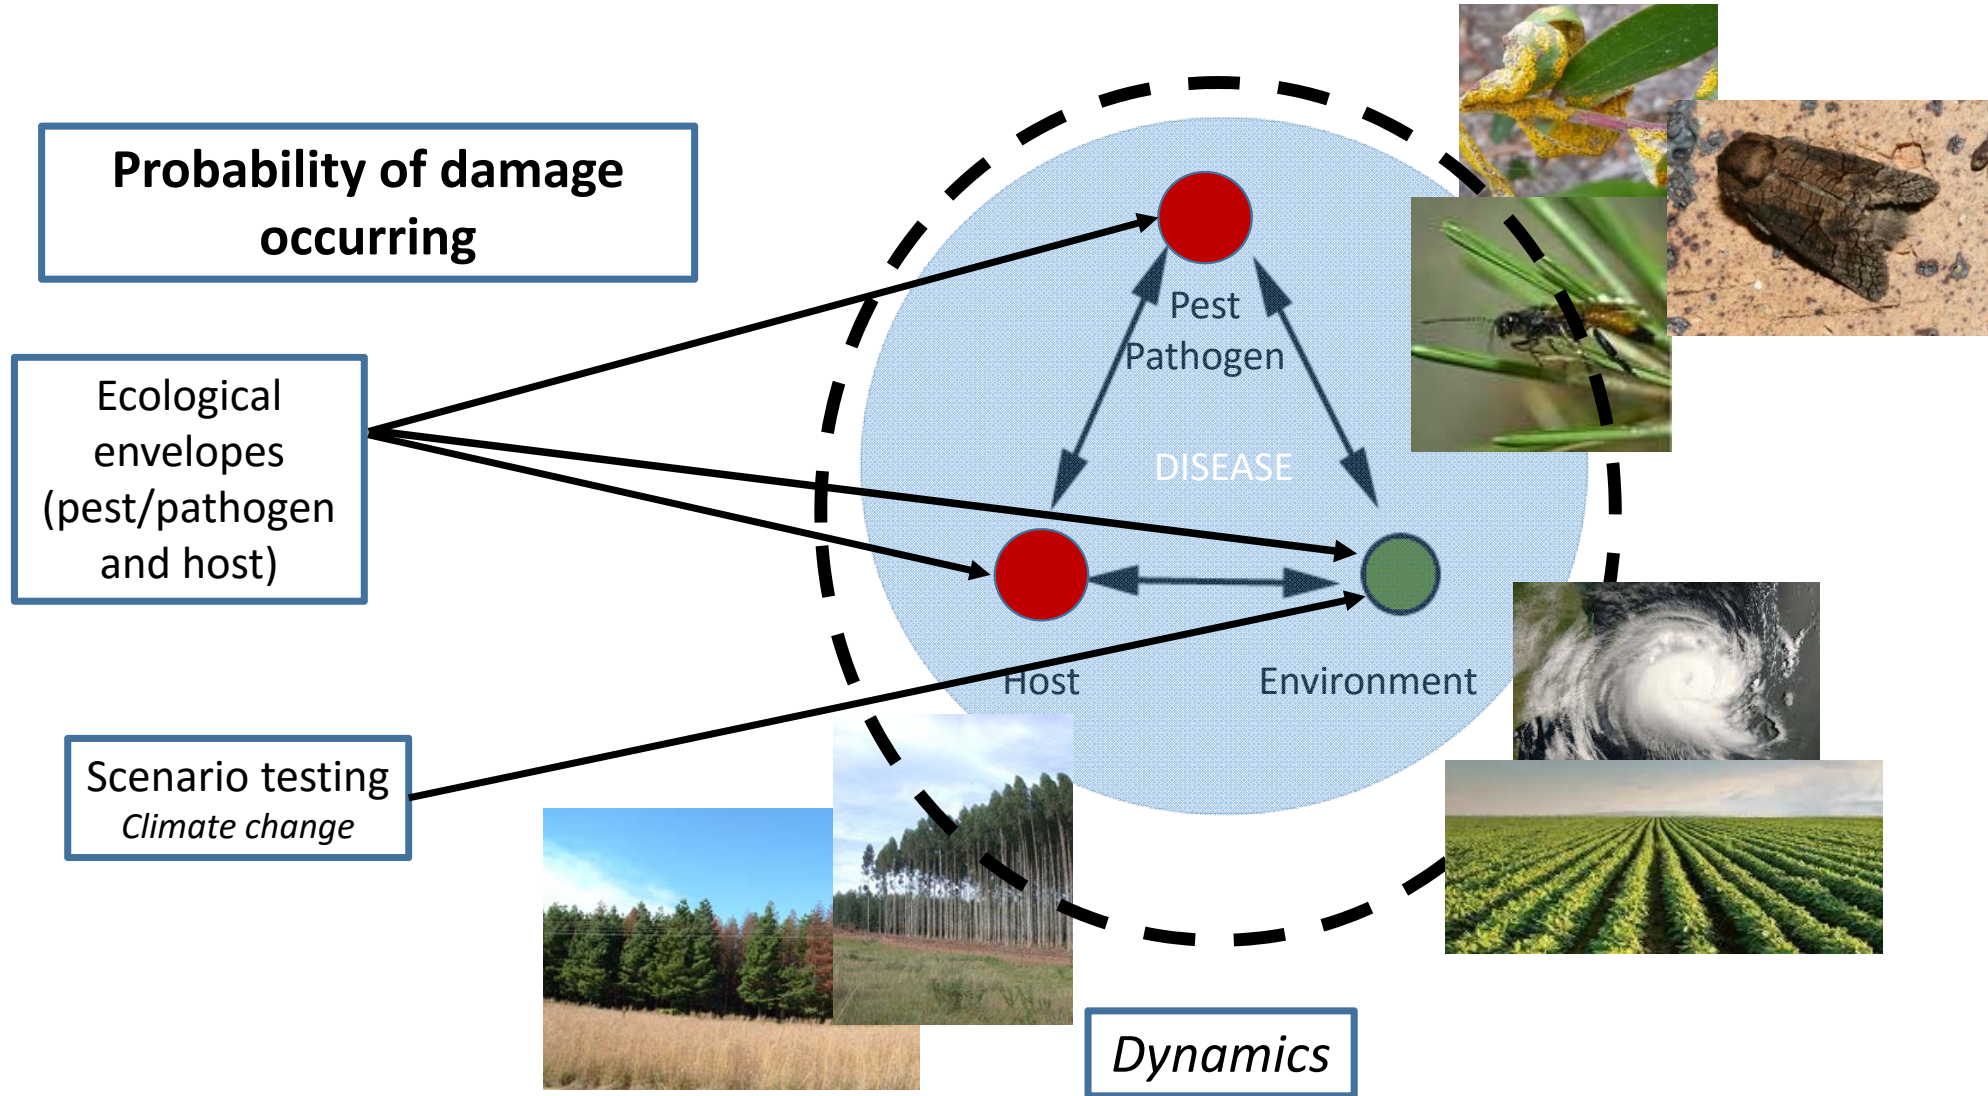 Probability of damage
occurring
Ecological
envelopes
(pest/pathogen
and host)
Scenario testing
Climate change
Pest
Pathogen
DISEASE
Host
Environment
Dynamics